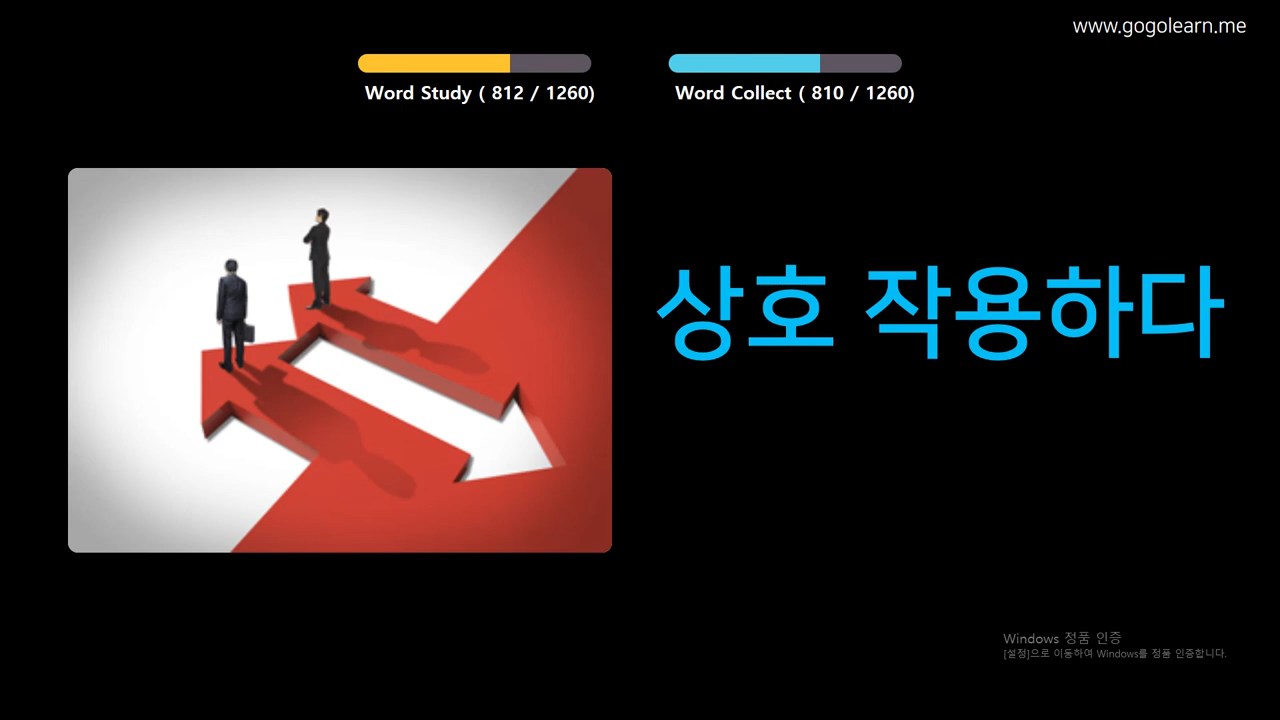 www.gogolearn.me
Word Study ( 812 / 1260)
Word Collect ( 810 / 1260)
상호 작용하다
Windows 정품 인증
[설정]으로 이동하여 Windows를 정품 인증합니다.